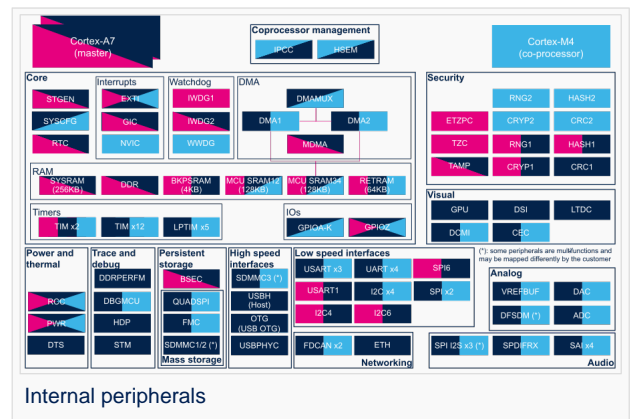 Cortex-A7
(master)
Coprocessor management
IPCC
HSEM
Cortex-M4
(co-processor)
Core
STGEN
SYSCFG
RTC
Interrupts
EXTI
GIC
NVIC
Watchdog
IWDG1
IWDG2
WWDG
DMA
DMAMUX
DMA1
DMA2
MDMA
Security
RNG2
HASH2
ETZPC
CRYP2
CRC2
TZC
RNG1
HASH1
TAMP
CRYP1
CRC1
RAM
SYSRAM
(256KB)
DDR
BKPSRAM
(4KB)
MCU SRAM12
(128KB)
MCU SRAM34
(128KB)
RETRAM
(64KB)
Timers
TIM x2
TIM x12
LPTIM x5
IOs
GPIOA-K
GPIOZ
Visual
GPU
DSI
LTDC
DCMI
CEC
Power and
thermal
RCC
PWR
DTS
Trace and
debug
DDRPERFM
DBGMCU
HDP
STM
Persistent
storage
BSEC
QUADSPI
FMC
SDMMC1/2 (*)
Mass storage
High speed
interfaces
SDMMC3 (*)
USBH
(Host)
OTG
(USB OTG)
USBPHYC
Low speed interfaces
USART x3
UART x4
SPI6
USART1
I2C x4
SPI x2
I2C4
I2C6
(*): some peripherals are multifunctions and
may be mapped differently by the customer
Analog
VREFBUF
DAC
DFSDM (*)
ADC
FDCAN x2
ETH
Networking
SPI I2S x3 (*)
SPDIFRX
SAI x4
Audio
Internal peripherals